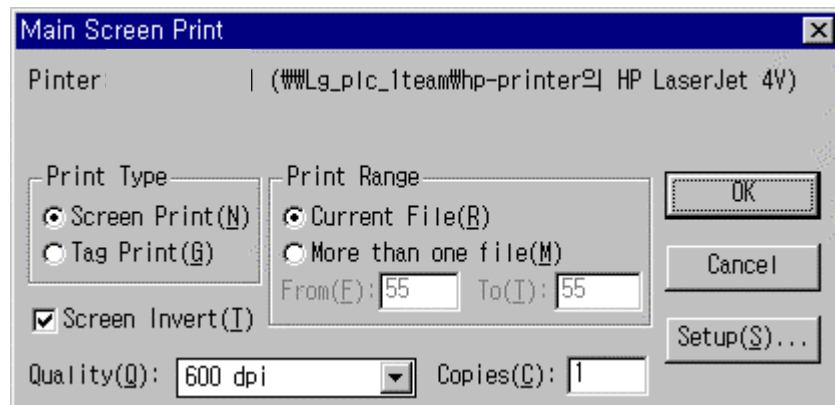 Main Screen Print
Pinter: (₩₩Lg_plc_1team₩hp-printer의 HP LaserJet 4V)
Print Type
Screen Print(N)
Tag Print(G)
Print Range
Current File(R)
More than one file(M)
From(F): 55 To(T): 55
OK
Cancel
Setup(S)...
Screen Invert(T)
Quality(Q): 600 dpi Copies(C): 1